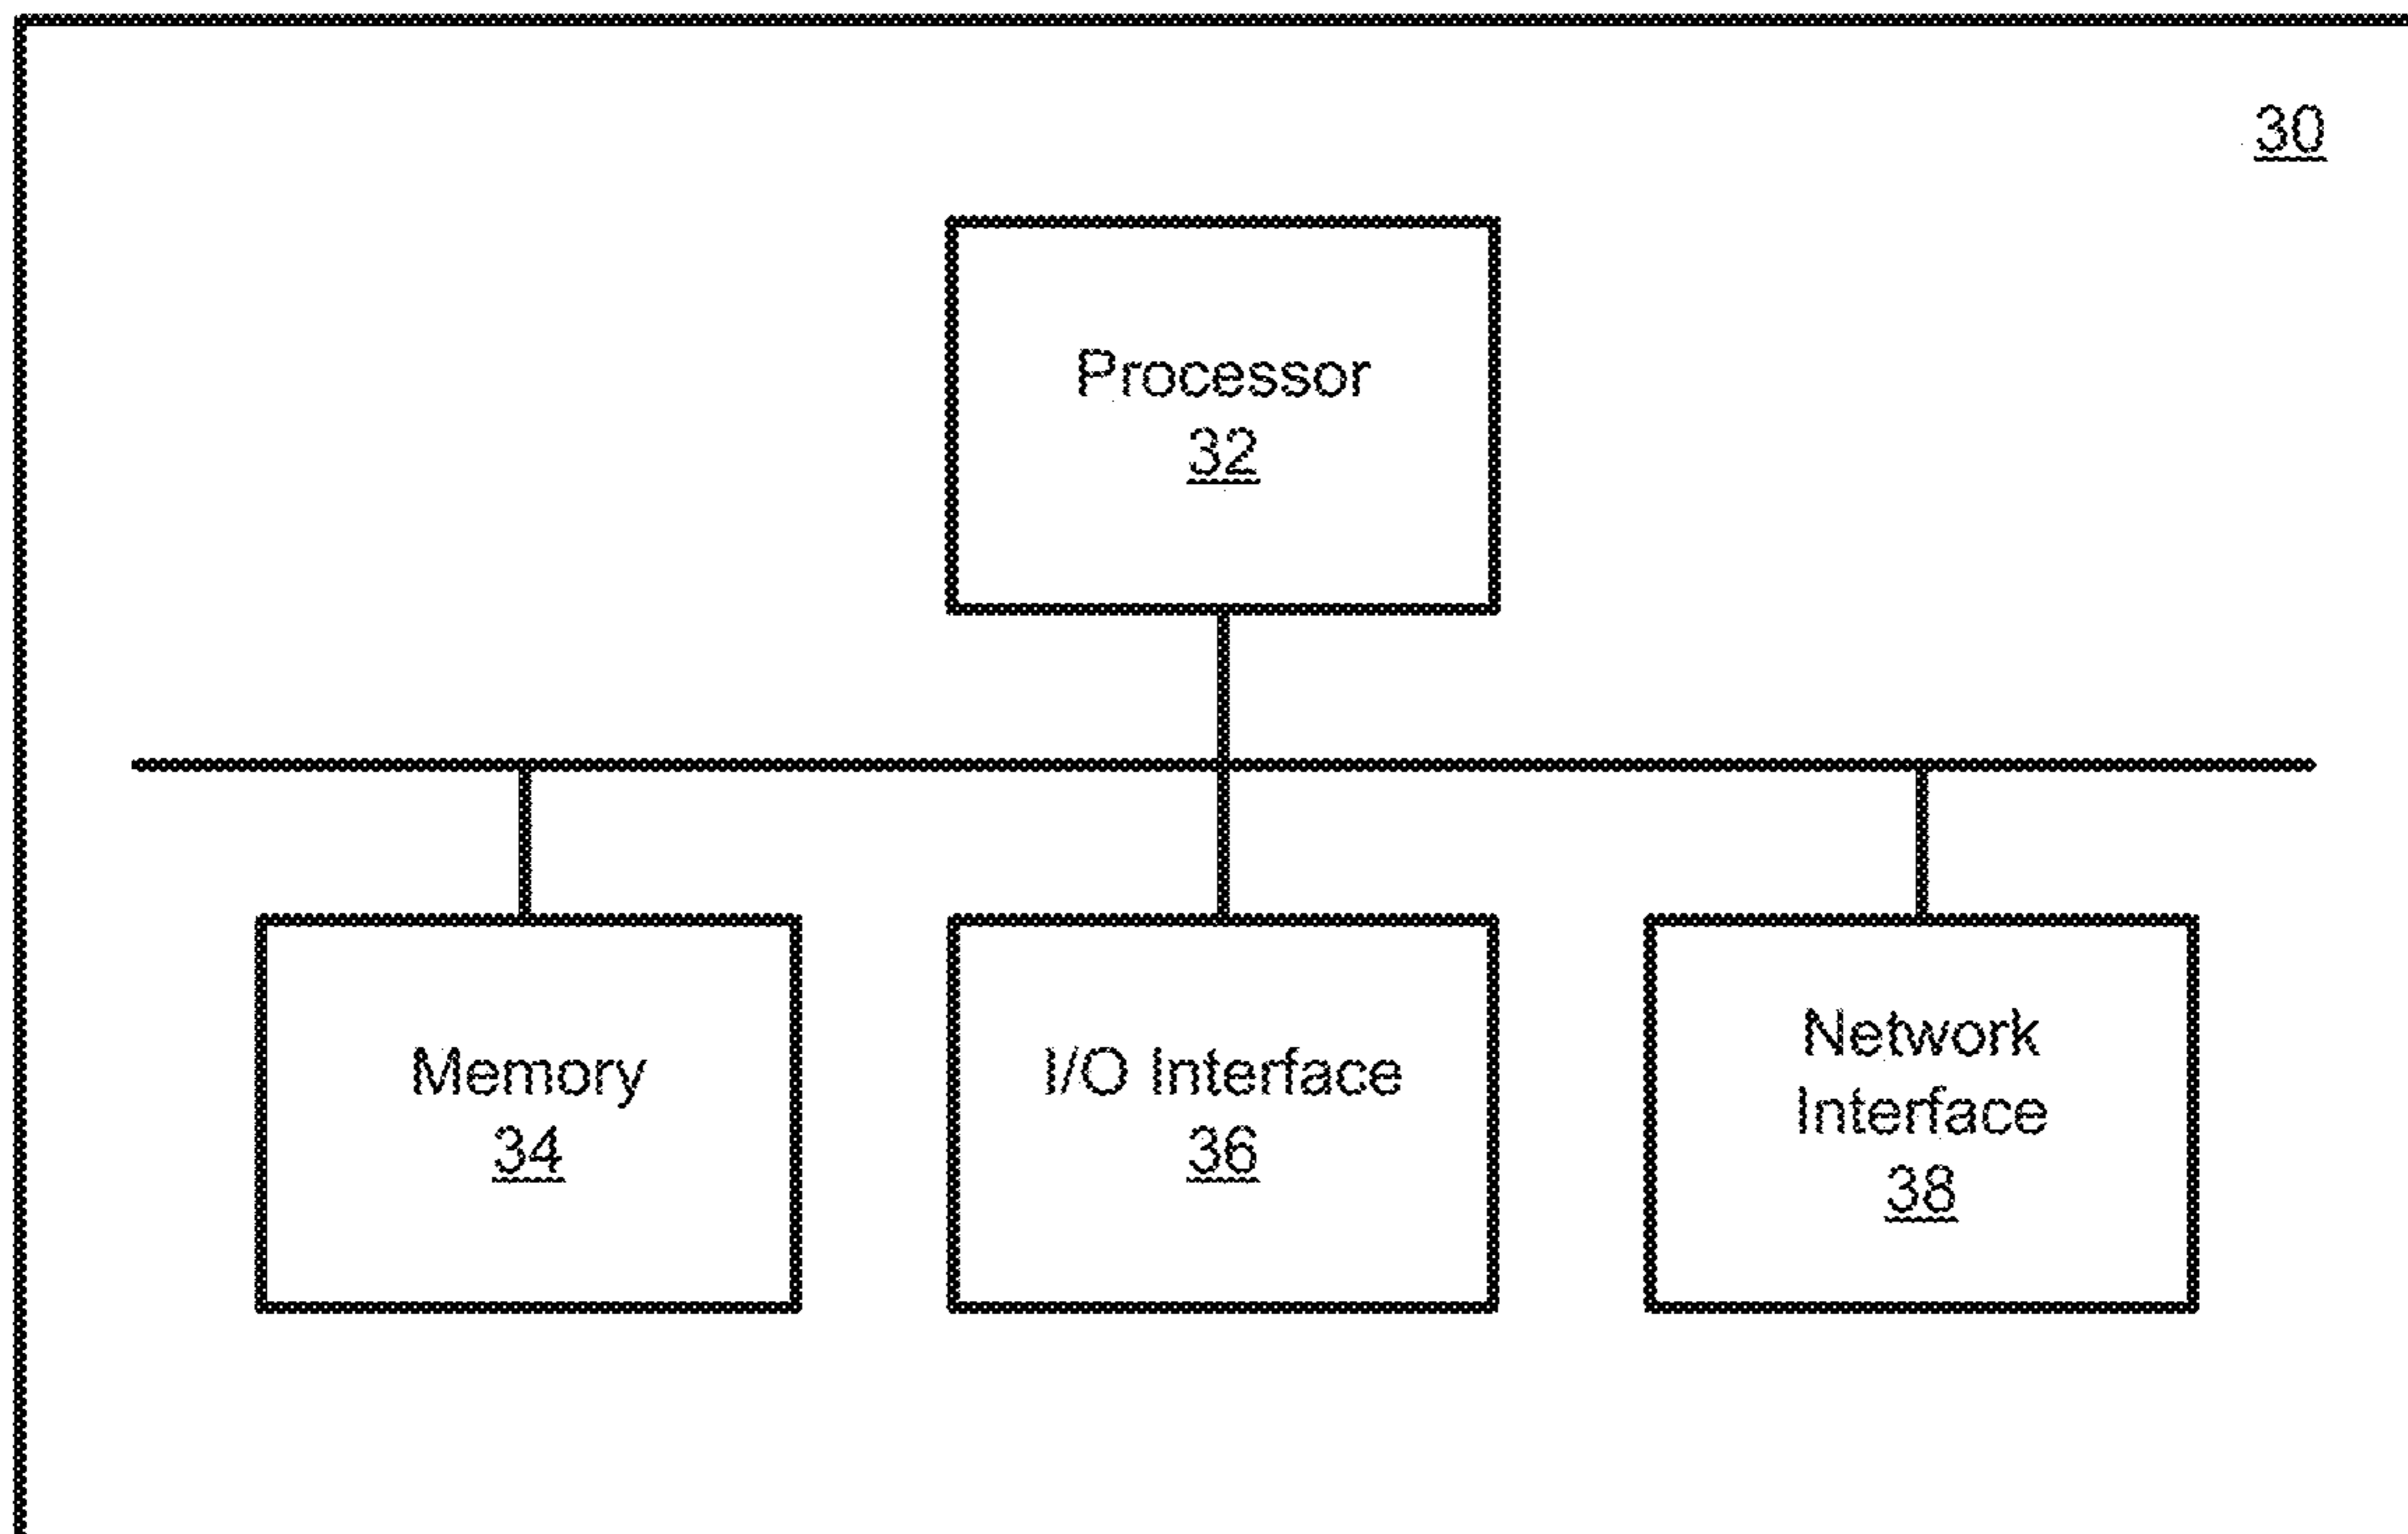 30
Processor
32
Memory
34
I/O Interface
36
Network
Interface
38